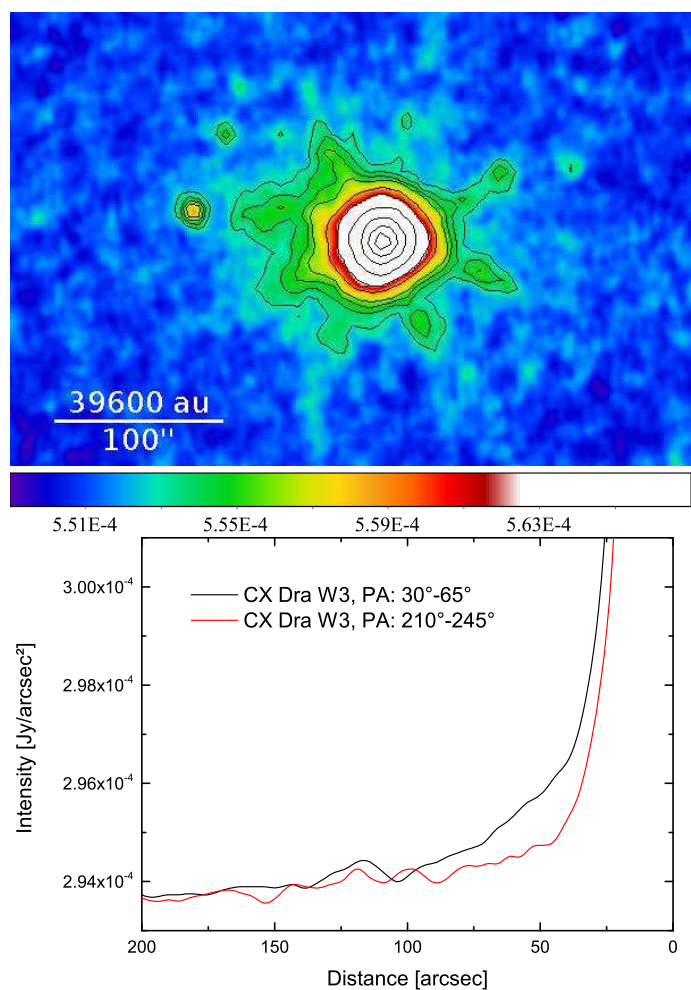 39600 au
100"
5.51E-4 5.55E-4 5.59E-4 5.63E-4
3.00x10⁻⁴
CX Dra W3, PA: 30°-65°
CX Dra W3, PA: 210°-245°
2.98x10⁻⁴
2.96x10⁻⁴
2.94x10⁻⁴
Intensity [Jy/arcsec²]
200 150 100 50 0
Distance [arcsec]